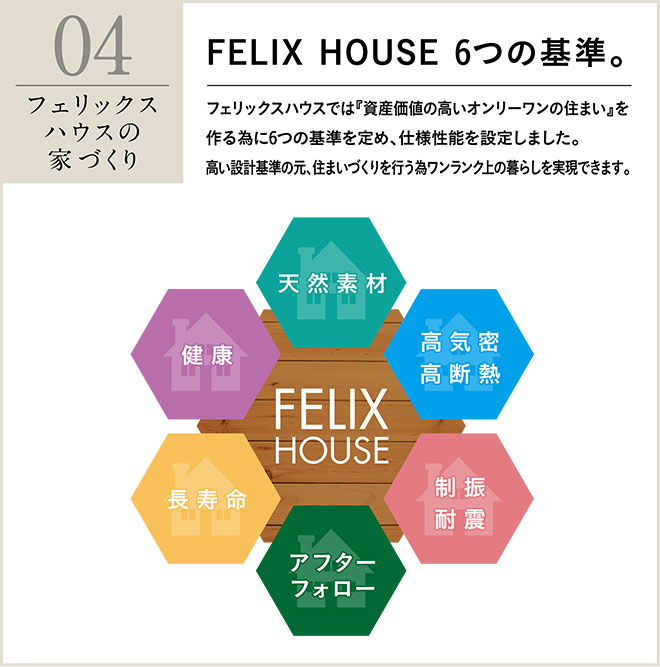 04
フェリックス
ハウスの
家づくり
FELIX HOUSE 6つの基準。
フェリックスハウスでは『資産価値の高いオンリーワンの住まい』を
作る為に6つの基準を定め、仕様性能を設定しました。
高い設計基準の元、住まいづくりを行う為ワンランク上の暮らしを実現できます。
天然素材
高気密
高断熱
制振
耐震
アフター
フォロー
長寿命
健康
FELIX
HOUSE